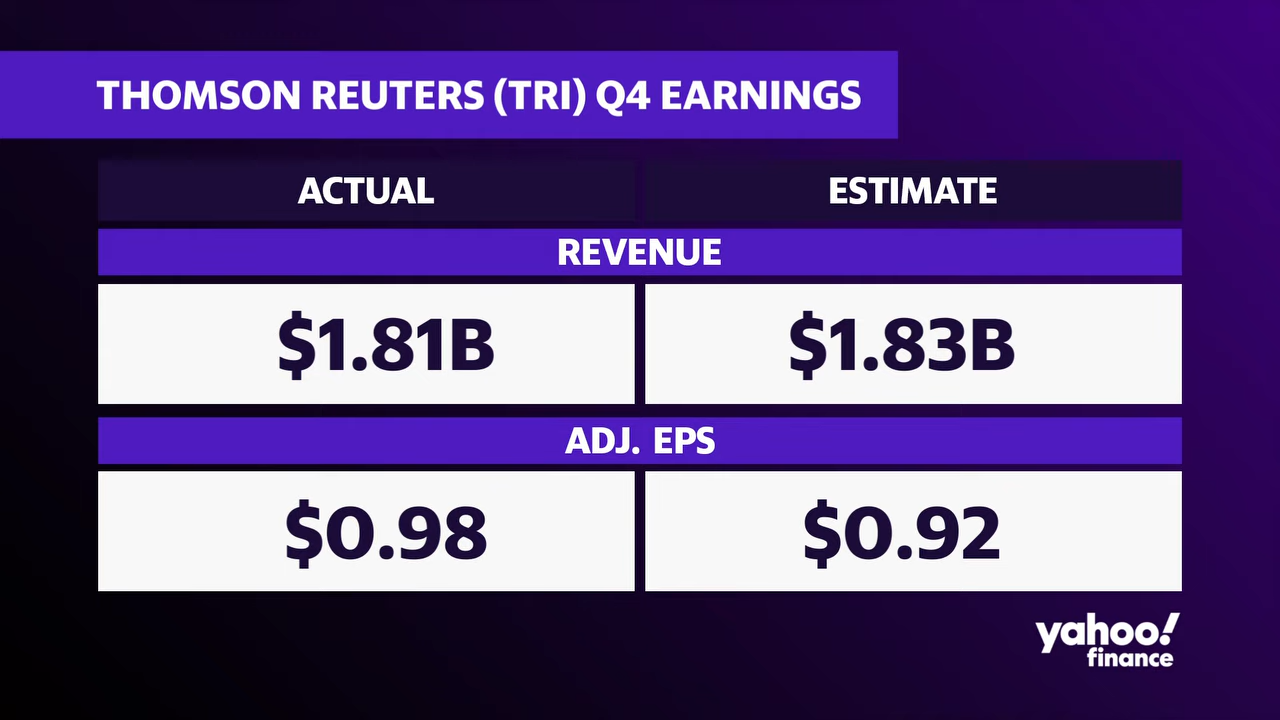 THOMSON REUTERS (TRI) Q4 EARNINGS
ACTUAL ESTIMATE
REVENUE
$1.81B $1.83B
ADJ. EPS
$0.98 $0.92
yahoo!
finance